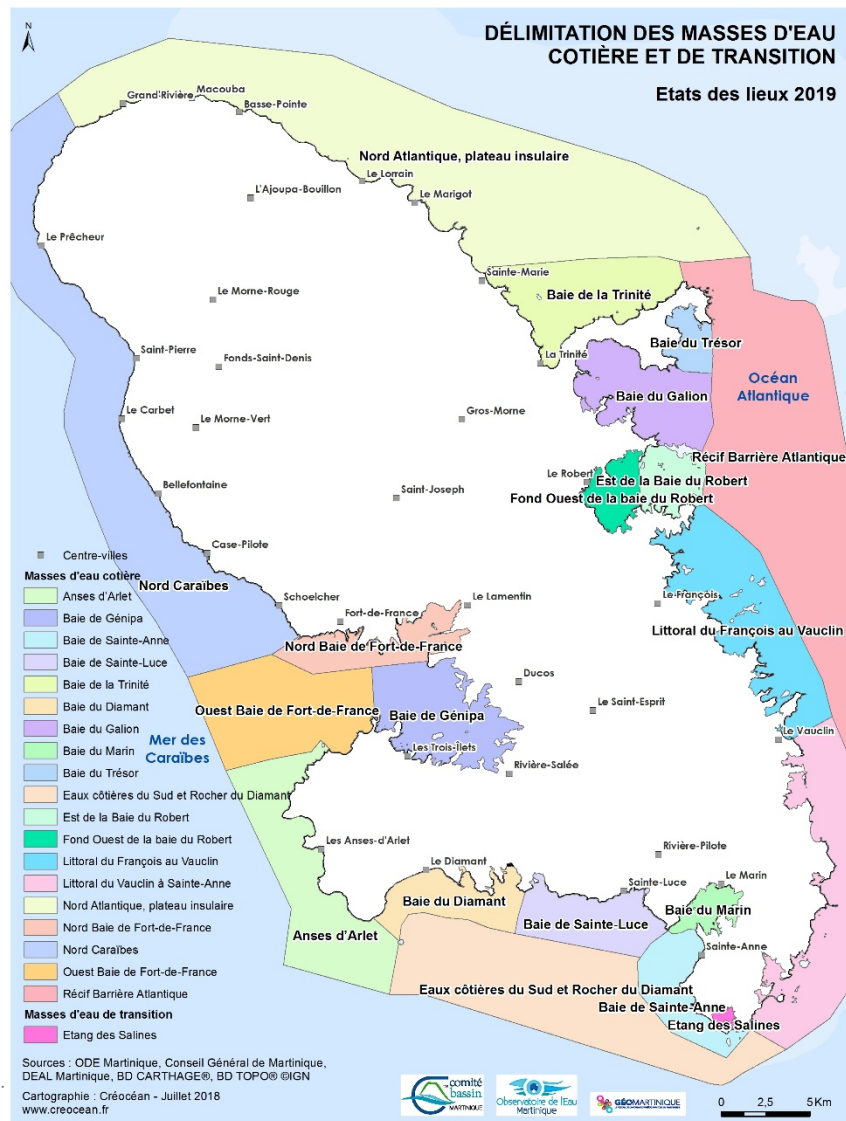 N
DÉLIMITATION DES MASSES D'EAU
COTIÈRE ET DE TRANSITION
Etats des lieux 2019
Grand'Rivière
Macouba
Basse-Pointe
Nord Atlantique, plateau insulaire
Le Lorrain
L'Ajoupa-Bouillon
Le Marigot
Le Prêcheur
Sainte-Marie
Baie de la Trinité
Le Morne-Rouge
Baie du Trésor
Saint-Pierre
Fonds-Saint-Denis
La Trinité
Océan
Atlantique
Baie du Galion
Le Carbet
Le Morne-Vert
Gros-Morne
Récif Barrière Atlantique
Le Robert
Est de la Baie du Robert
Bellefontaine
Saint-Joseph
Fond Ouest de la baie du Robert
Case-Pilote
Nord Caraïbes
Schoelcher
Fort-de-France
Le Lamentin
Le François
Littoral du François au Vauclin
Nord Baie de Fort-de-France
Ducos
Ouest Baie de Fort-de-France
Baie de Génipa
Le Saint-Esprit
Mer des
Caraïbes
Le Vauclin
Les Trois-Îlets
Rivière-Salée
Les Anses-d'Arlet
Rivière-Pilote
Le Diamant
Sainte-Luce
Le Marin
Baie du Diamant
Baie de Sainte-Luce
Baie du Marin
Anses d'Arlet
Sainte-Anne
Eaux côtières du Sud et Rocher du Diamant
Baie de Sainte-Anne
Etang des Salines
Centre-villes
Masses d'eau cotière
Anses d'Arlet
Baie de Génipa
Baie de Sainte-Anne
Baie de Sainte-Luce
Baie de la Trinité
Baie du Diamant
Baie du Galion
Baie du Marin
Baie du Trésor
Eaux côtières du Sud et Rocher du Diamant
Est de la Baie du Robert
Fond Ouest de la baie du Robert
Littoral du François au Vauclin
Littoral du Vauclin à Sainte-Anne
Nord Atlantique, plateau insulaire
Nord Baie de Fort-de-France
Nord Caraïbes
Ouest Baie de Fort-de-France
Récif Barrière Atlantique
Masses d'eau de transition
Etang des Salines
Sources : ODE Martinique, Conseil Général de Martinique,
DEAL Martinique, BD CARTHAGE®, BD TOPO® ©IGN
Cartographie : Créocéan - Juillet 2018
www.creocean.fr
comité
bassin
MARTINIQUE
Observatoire de l'Eau
Martinique
GÉOMARTINIQUE
0 2,5 5 Km